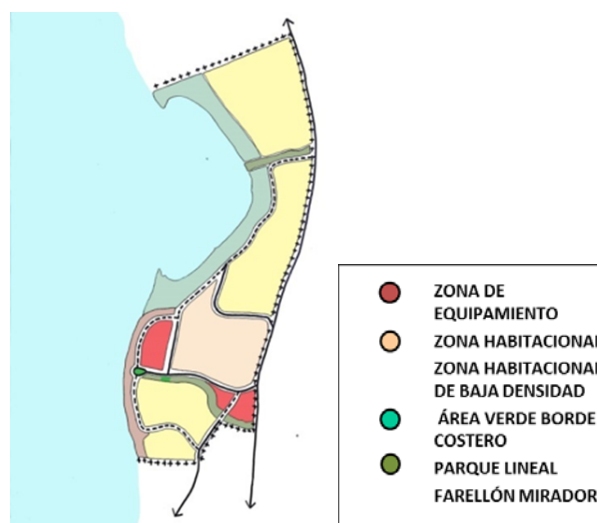 ZONA DE
EQUIPAMIENTO
ZONA HABITACIONAL
ZONA HABITACIONAL
DE BAJA DENSIDAD
ÁREA VERDE BORDE
COSTERO
PARQUE LINEAL
FARELLÓN MIRADOR